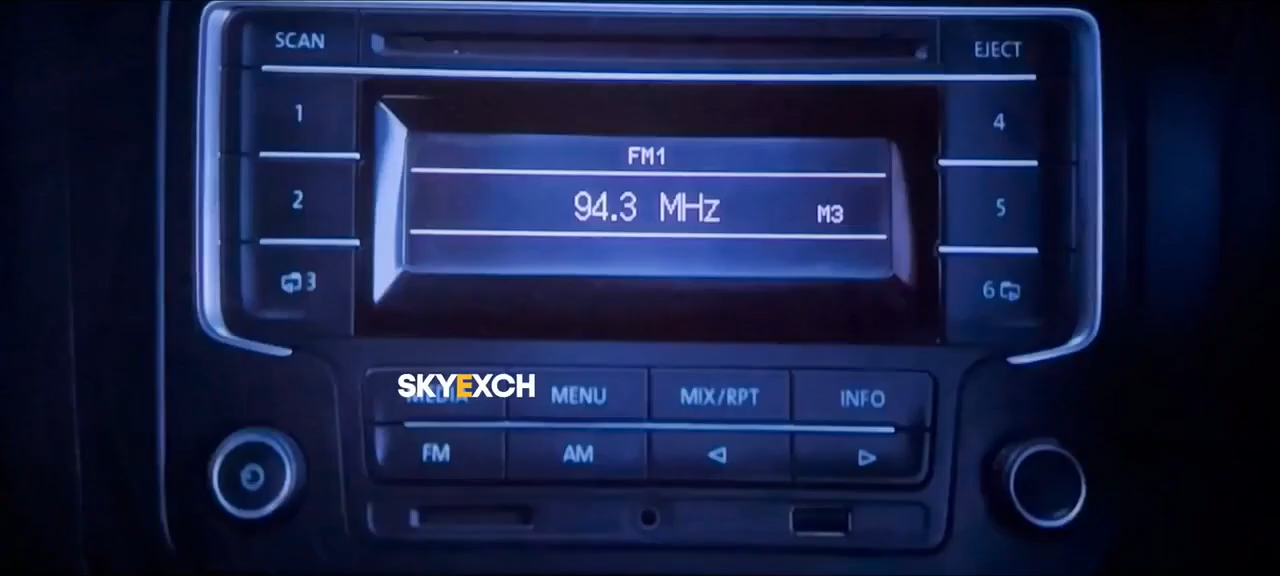 SCAN
EJECT
1
4
FM1
2
94.3 MHz
M3
5
3
6
SKYEXCH
MEDIA
MENU
MIX/RPT
INFO
FM
AM